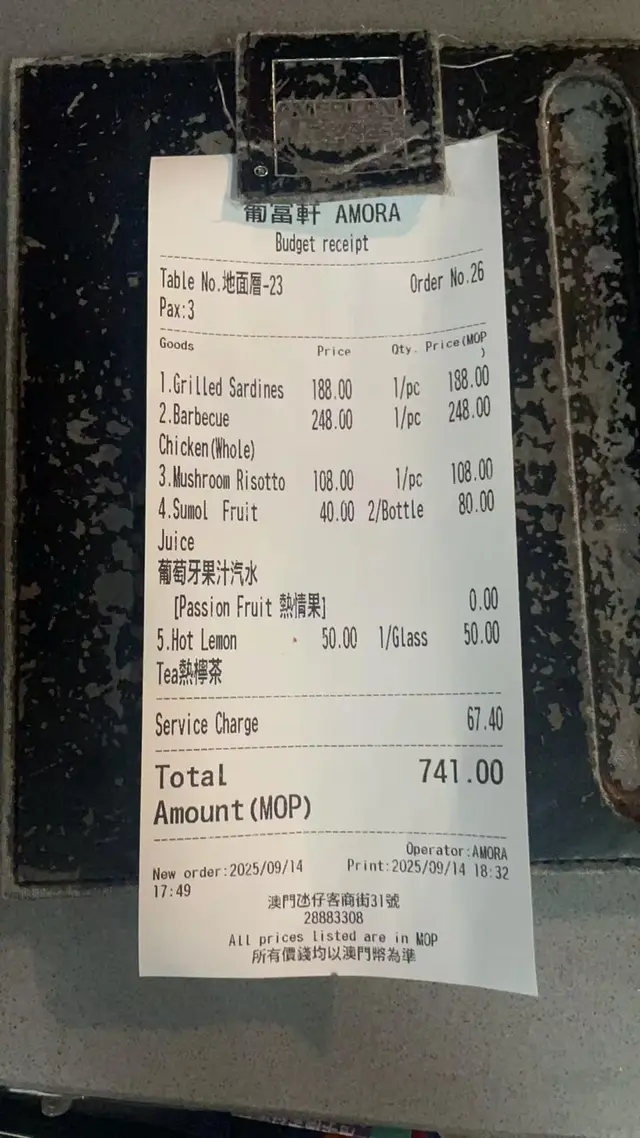 葡富軒 AMORA
Budget receipt
Table No.地面層-23 Order No.26
Pax:3
Goods Price Qty. Price(MOP
)
1.Grilled Sardines 188.00 1/pc 188.00
2.Barbecue 248.00 1/pc 248.00
Chicken(Whole)
3.Mushroom Risotto 108.00 1/pc 108.00
4.Sumol Fruit 40.00 2/Bottle 80.00
Juice
葡萄牙果汁汽水
[Passion Fruit 熱情果] 0.00
5.Hot Lemon 50.00 1/Glass 50.00
Tea熱檸茶
Service Charge 67.40
Total 741.00
Amount(MOP)
Operator:AMORA
New order:2025/09/14 Print:2025/09/14 18:32
17:49
澳門氹仔客商街31號
28883308
All prices listed are in MOP
所有價錢均以澳門幣為準